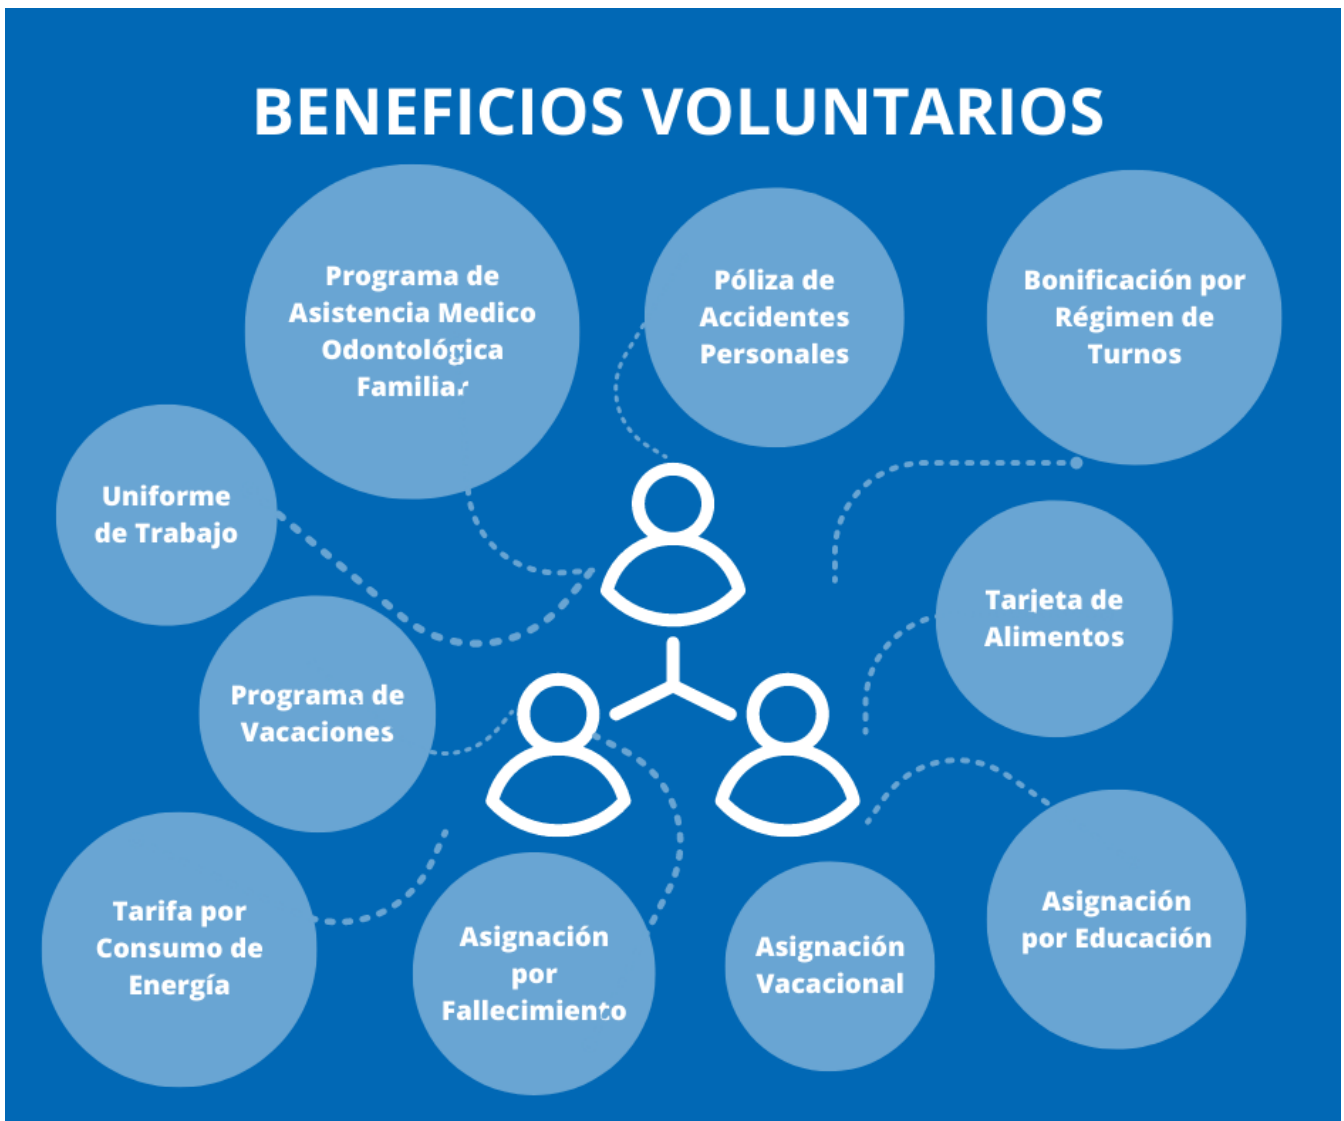 BENEFICIOS VOLUNTARIOS
Programa de
Asistencia Medico
Odontológica
Familiar
Póliza de
Accidentes
Personales
Bonificación por
Régimen de
Turnos
Uniforme
de Trabajo
Tarjeta de
Alimentos
Programa de
Vacaciones
Tarifa por
Consumo de
Energía
Asignación
por
Fallecimiento
Asignación
Vacacional
Asignación
por Educación